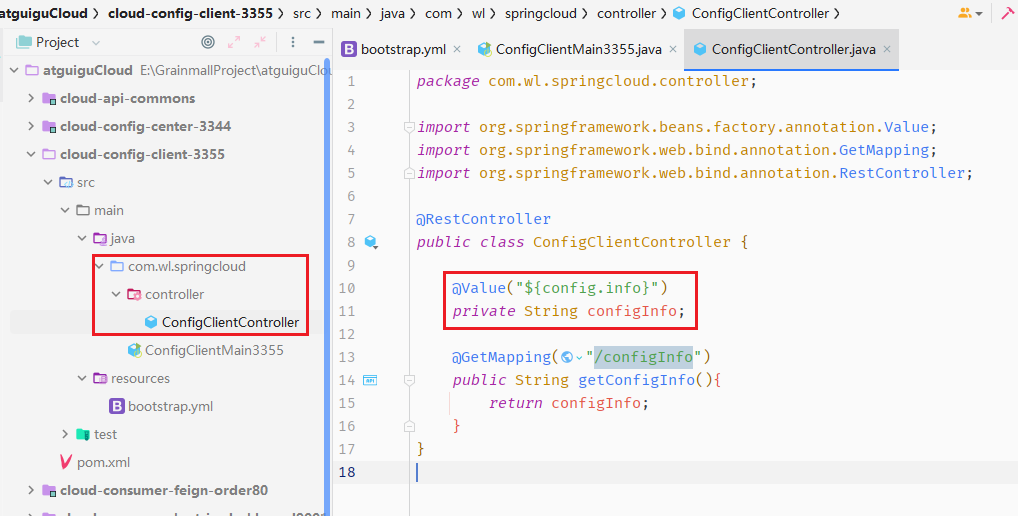 atguiguCloud > cloud-config-client-3355 > src > main > java > com > wl > springcloud > controller > ConfigClientController >
Project
bootstrap.yml × ConfigClientMain3355.java × ConfigClientController.java ×
atguiguCloud E:\GrainmallProject\atguiguClou
cloud-api-commons
cloud-config-center-3344
cloud-config-client-3355
src
main
java
com.wl.springcloud
controller
ConfigClientController
ConfigClientMain3355
resources
bootstrap.yml
test
pom.xml
cloud-consumer-feign-order80
1 package com.wl.springcloud.controller;
2
3 import org.springframework.beans.factory.annotation.Value;
4 import org.springframework.web.bind.annotation.GetMapping;
5 import org.springframework.web.bind.annotation.RestController;
6
7 @RestController
8 public class ConfigClientController {
9
10 @Value("${config.info}")
11 private String configInfo;
12
13 @GetMapping("/configInfo")
14 public String getConfigInfo(){
15 return configInfo;
16 }
17 }
18